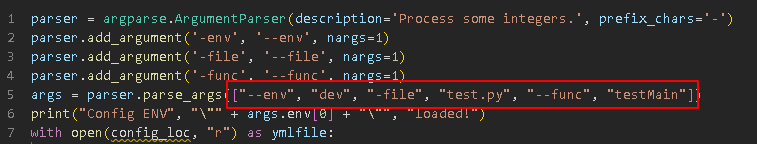 1 parser = argparse.ArgumentParser(description='Process some integers.', prefix_chars='-')
2 parser.add_argument('-env', '--env', nargs=1)
3 parser.add_argument('-file', '--file', nargs=1)
4 parser.add_argument('-func', '--func', nargs=1)
5 args = parser.parse_args(["--env", "dev", "-file", "test.py", "--func", "testMain"])
6 print("Config ENV", "\"" + args.env[0] + "\"", "loaded!")
7 with open(config_loc, "r") as ymlfile: